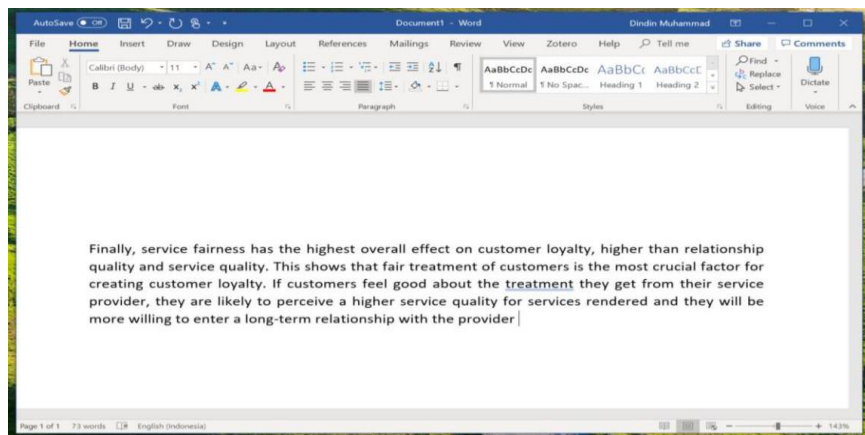 AutoSave Off Document1 - Word Dindin Muhammad
File Home Insert Draw Design Layout References Mailings Review View Zotero Help Tell me Share Comments
Paste Calibri (Body) 11 A A Aa A AaBbCcDc AaBbCcDc AaBbCc AaBbCcE Find
B I U ab x₂ x² A A ¶ Normal ¶ No Spac... Heading 1 Heading 2 Replace
Select Dictate
Clipboard Font Paragraph Styles Editing Voice
Finally, service fairness has the highest overall effect on customer loyalty, higher than relationship
quality and service quality. This shows that fair treatment of customers is the most crucial factor for
creating customer loyalty. If customers feel good about the treatment they get from their service
provider, they are likely to perceive a higher service quality for services rendered and they will be
more willing to enter a long-term relationship with the provider
Page 1 of 1 73 words English (Indonesia) 143%